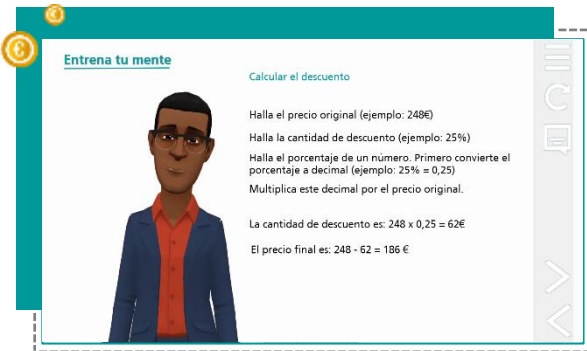 Entrena tu mente
Calcular el descuento
Halla el precio original (ejemplo: 248€)
Halla la cantidad de descuento (ejemplo: 25%)
Halla el porcentaje de un número. Primero convierte el
porcentaje a decimal (ejemplo: 25% = 0,25)
Multiplica este decimal por el precio original.
La cantidad de descuento es: 248 x 0,25 = 62€
El precio final es: 248 - 62 = 186 €